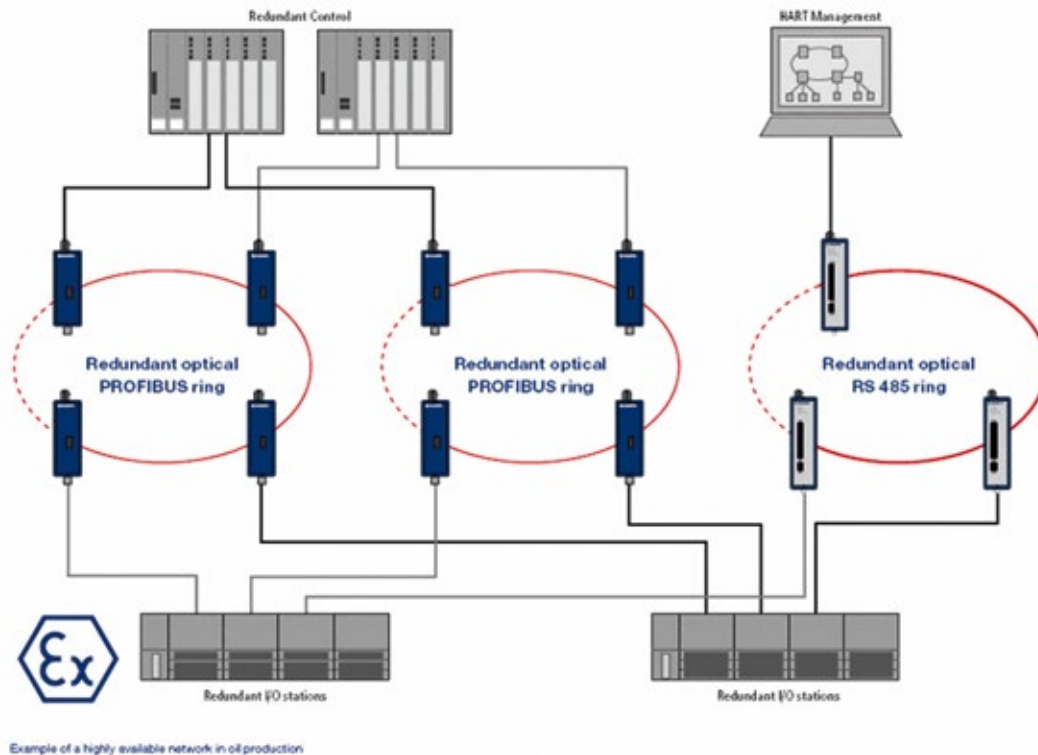 Redundant Control
HART Management
Redundant optical
PROFIBUS ring
Redundant optical
PROFIBUS ring
Redundant optical
RS 485 ring
Ex
Redundant I/O stations
Redundant I/O stations
Example of a highly available network in oil production